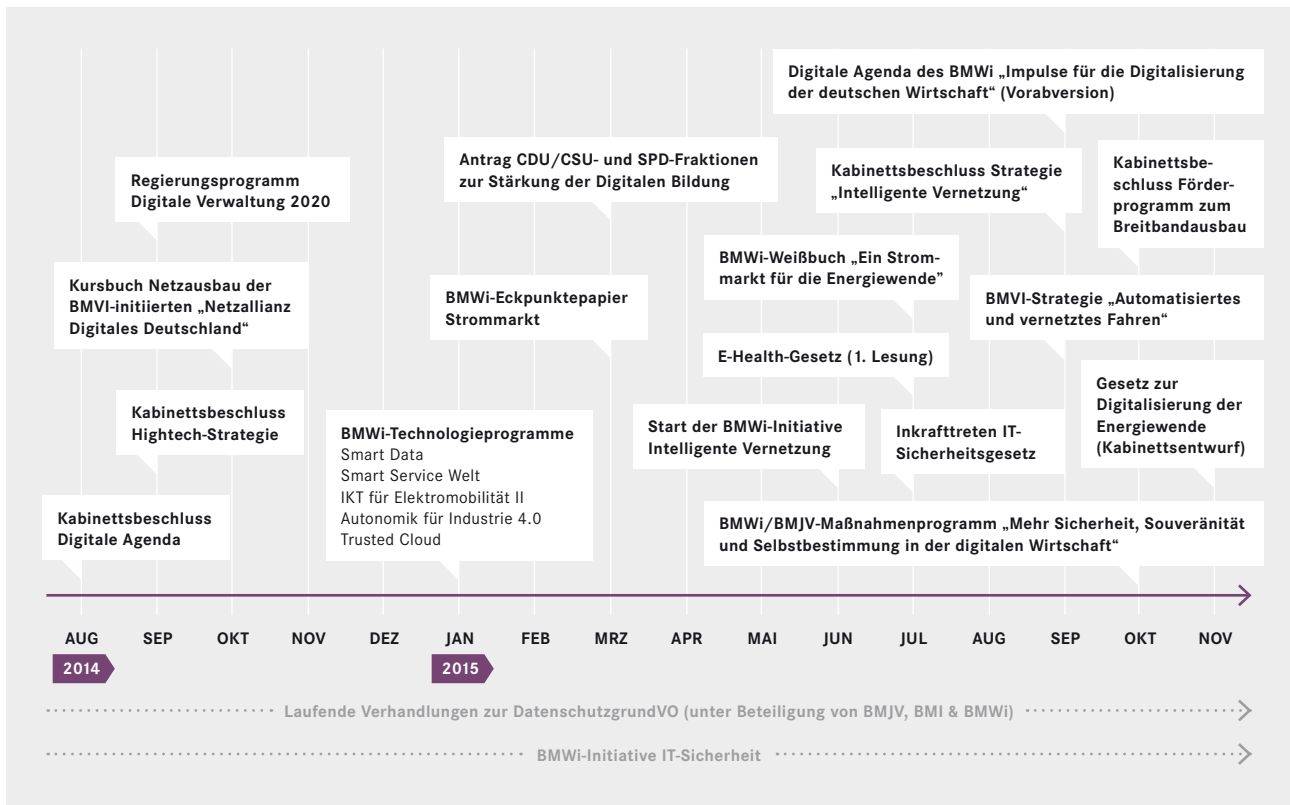 Digitale Agenda des BMWi „Impulse für die Digitalisierung
der deutschen Wirtschaft“ (Vorabversion)
Antrag CDU/CSU- und SPD-Fraktionen
zur Stärkung der Digitalen Bildung
Kabinettsbeschluss Strategie
„Intelligente Vernetzung“
Kabinettsbe-
schluss Förder-
programm zum
Breitbandausbau
Regierungsprogramm
Digitale Verwaltung 2020
BMWi-Weißbuch „Ein Strom-
markt für die Energiewende”
Kursbuch Netzausbau der
BMVI-initiierten „Netzallianz
Digitales Deutschland“
BMWi-Eckpunktepapier
Strommarkt
BMVI-Strategie „Automatisiertes
und vernetztes Fahren“
E-Health-Gesetz (1. Lesung)
Gesetz zur
Digitalisierung der
Energiewende
(Kabinettsentwurf)
Kabinettsbeschluss
Hightech-Strategie
BMWi-Technologieprogramme
Smart Data
Smart Service Welt
IKT für Elektromobilität II
Autonomik für Industrie 4.0
Trusted Cloud
Start der BMWi-Initiative
Intelligente Vernetzung
Inkrafttreten IT-
Sicherheitsgesetz
Kabinettsbeschluss
Digitale Agenda
BMWi/BMJV-Maßnahmenprogramm „Mehr Sicherheit, Souveränität
und Selbstbestimmung in der digitalen Wirtschaft“
AUG SEP OKT NOV DEZ JAN FEB MRZ APR MAI JUN JUL AUG SEP OKT NOV
2014 2015
Laufende Verhandlungen zur DatenschutzgrundVO (unter Beteiligung von BMJV, BMI & BMWi)
BMWi-Initiative IT-Sicherheit